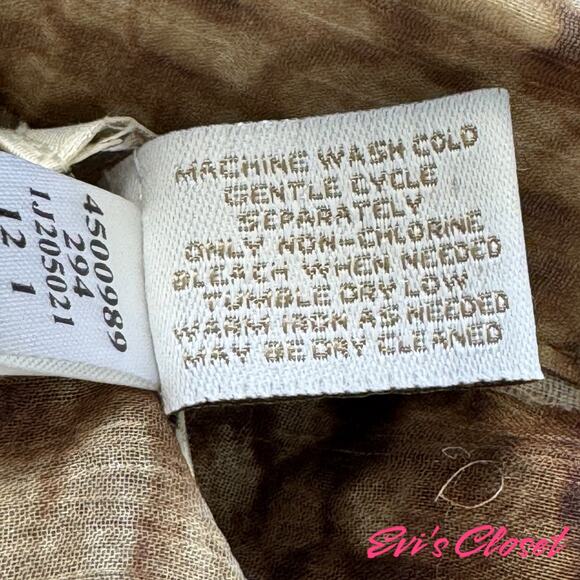 MACHINE WASH COLD
GENTLE CYCLE
SEPARATELY
ONLY NON-CHLORINE
BLEACH WHEN NEEDED
TUMBLE DRY LOW
WARM IRON AS NEEDED
MAY BE DRY CLEANED
4500989
294
1J205021
12 1
Evi's Closet